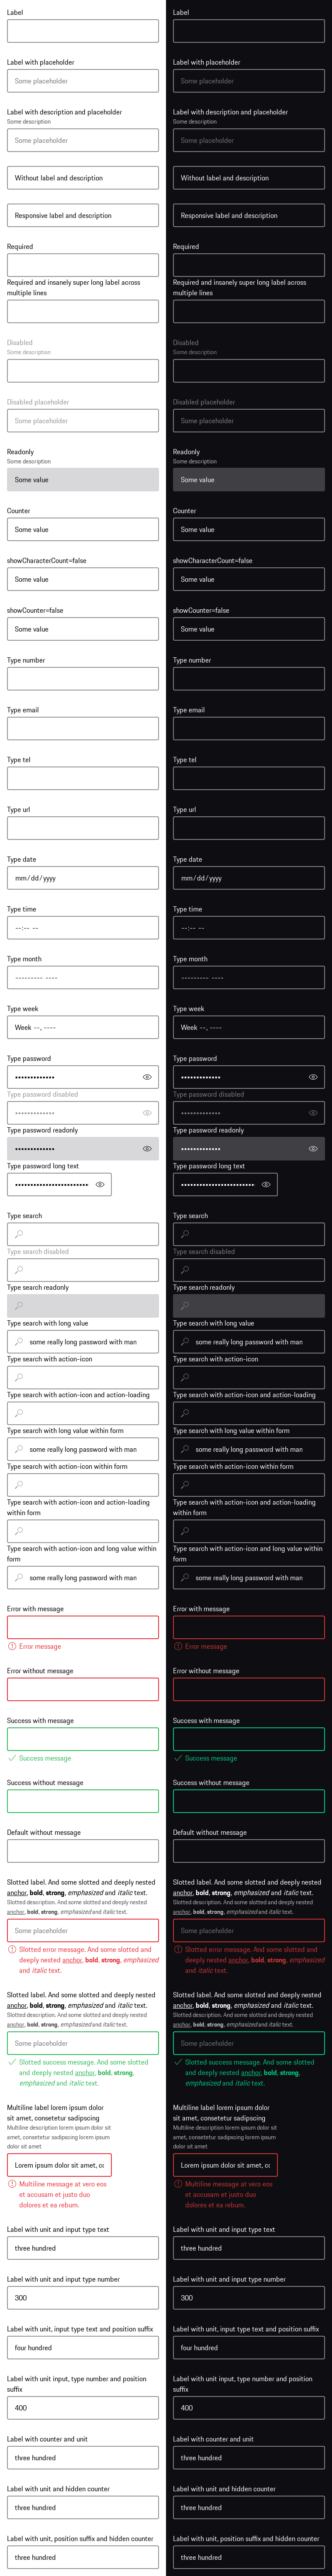 Label
Label with placeholder
Some placeholder
Label with description and placeholder
Some description
Some placeholder
Without label and description
Responsive label and description
Required
Required and insanely super long label across
multiple lines
Disabled
Some description
Disabled placeholder
Some placeholder
Readonly
Some description
Some value
Counter
Some value
showCharacterCount=false
Some value
showCounter=false
Some value
Type number
Type email
Type tel
Type url
Type date
mm/dd/yyyy
Type time
--:-- --
Type month
--------- ----
Type week
Week --, ----
Type password
•••••••••••••
Type password disabled
•••••••••••••
Type password readonly
•••••••••••••
Type password long text
••••••••••••••••••••••••
Type search
Type search disabled
Type search readonly
Type search with long value
some really long password with man
Type search with action-icon
Type search with action-icon and action-loading
Type search with long value within form
some really long password with man
Type search with action-icon within form
Type search with action-icon and action-loading
within form
Type search with action-icon and long value within
form
some really long password with man
Error with message
Error message
Error without message
Success with message
Success message
Success without message
Default without message
Slotted label. And some slotted and deeply nested
anchor, bold, strong, emphasized and italic text.
Slotted description. And some slotted and deeply nested
anchor, bold, strong, emphasized and italic text.
Some placeholder
Slotted error message. And some slotted and
deeply nested anchor, bold, strong, emphasized
and italic text.
Slotted label. And some slotted and deeply nested
anchor, bold, strong, emphasized and italic text.
Slotted description. And some slotted and deeply nested
anchor, bold, strong, emphasized and italic text.
Some placeholder
Slotted success message. And some slotted
and deeply nested anchor, bold, strong,
emphasized and italic text.
Multiline label lorem ipsum dolor
sit amet, consetetur sadipscing
Multiline description lorem ipsum dolor sit
amet, consetetur sadipscing lorem ipsum
dolor sit amet
Lorem ipsum dolor sit amet, cc
Multiline message at vero eos
et accusam et justo duo
dolores et ea rebum.
Label with unit and input type text
three hundred
Label with unit and input type number
300
Label with unit, input type text and position suffix
four hundred
Label with unit input, type number and position
suffix
400
Label with counter and unit
three hundred
Label with unit and hidden counter
three hundred
Label with unit, position suffix and hidden counter
three hundred
Label
Label with placeholder
Some placeholder
Label with description and placeholder
Some description
Some placeholder
Without label and description
Responsive label and description
Required
Required and insanely super long label across
multiple lines
Disabled
Some description
Disabled placeholder
Some placeholder
Readonly
Some description
Some value
Counter
Some value
showCharacterCount=false
Some value
showCounter=false
Some value
Type number
Type email
Type tel
Type url
Type date
mm/dd/yyyy
Type time
--:-- --
Type month
--------- ----
Type week
Week --, ----
Type password
•••••••••••••
Type password disabled
•••••••••••••
Type password readonly
•••••••••••••
Type password long text
••••••••••••••••••••••••
Type search
Type search disabled
Type search readonly
Type search with long value
some really long password with man
Type search with action-icon
Type search with action-icon and action-loading
Type search with long value within form
some really long password with man
Type search with action-icon within form
Type search with action-icon and action-loading
within form
Type search with action-icon and long value within
form
some really long password with man
Error with message
Error message
Error without message
Success with message
Success message
Success without message
Default without message
Slotted label. And some slotted and deeply nested
anchor, bold, strong, emphasized and italic text.
Slotted description. And some slotted and deeply nested
anchor, bold, strong, emphasized and italic text.
Some placeholder
Slotted error message. And some slotted and
deeply nested anchor, bold, strong, emphasized
and italic text.
Slotted label. And some slotted and deeply nested
anchor, bold, strong, emphasized and italic text.
Slotted description. And some slotted and deeply nested
anchor, bold, strong, emphasized and italic text.
Some placeholder
Slotted success message. And some slotted
and deeply nested anchor, bold, strong,
emphasized and italic text.
Multiline label lorem ipsum dolor
sit amet, consetetur sadipscing
Multiline description lorem ipsum dolor sit
amet, consetetur sadipscing lorem ipsum
dolor sit amet
Lorem ipsum dolor sit amet, cc
Multiline message at vero eos
et accusam et justo duo
dolores et ea rebum.
Label with unit and input type text
three hundred
Label with unit and input type number
300
Label with unit, input type text and position suffix
four hundred
Label with unit input, type number and position
suffix
400
Label with counter and unit
three hundred
Label with unit and hidden counter
three hundred
Label with unit, position suffix and hidden counter
three hundred